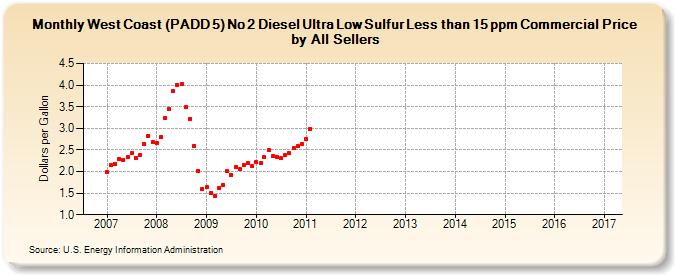 Monthly West Coast (PADD 5) No 2 Diesel Ultra Low Sulfur Less than 15 ppm Commercial Price
by All Sellers
Dollars per Gallon
4.5
4.0
3.5
3.0
2.5
2.0
1.5
1.0
2007 2008 2009 2010 2011 2012 2013 2014 2015 2016 2017
Source: U.S. Energy Information Administration